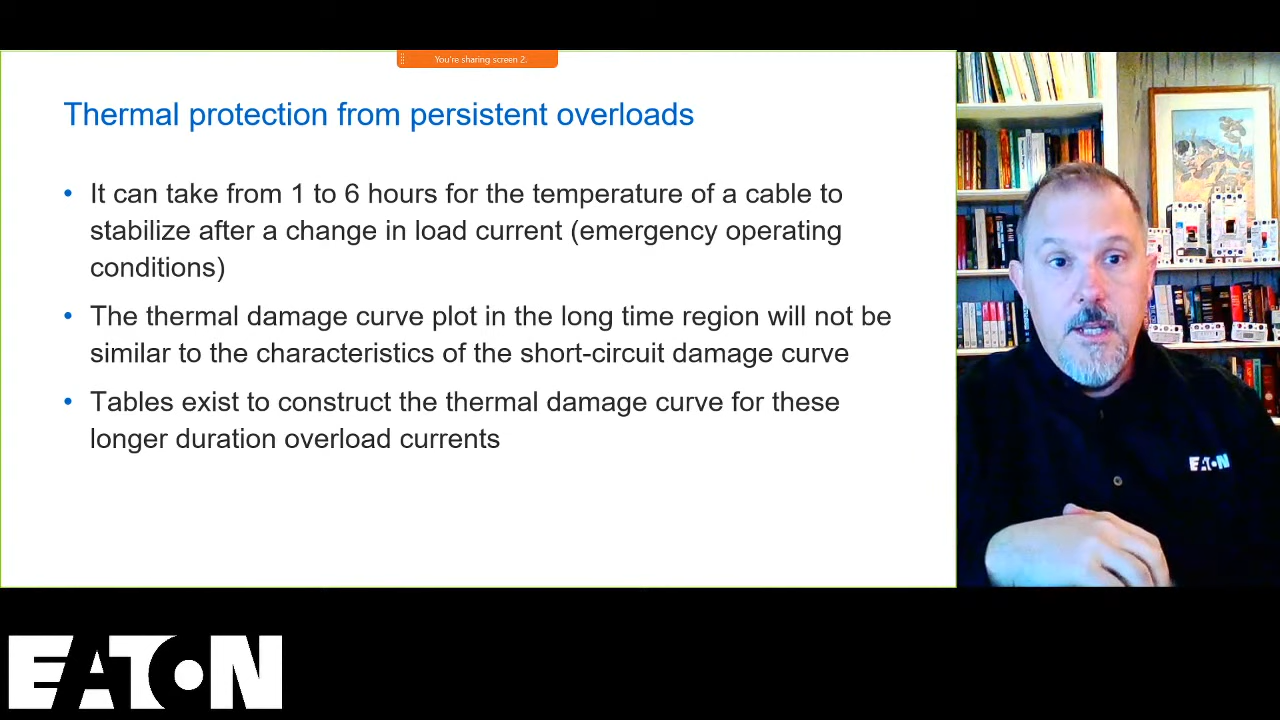 You're sharing screen 2.
Thermal protection from persistent overloads
• It can take from 1 to 6 hours for the temperature of a cable to
stabilize after a change in load current (emergency operating
conditions)
• The thermal damage curve plot in the long time region will not be
similar to the characteristics of the short-circuit damage curve
• Tables exist to construct the thermal damage curve for these
longer duration overload currents
EATON
EATON